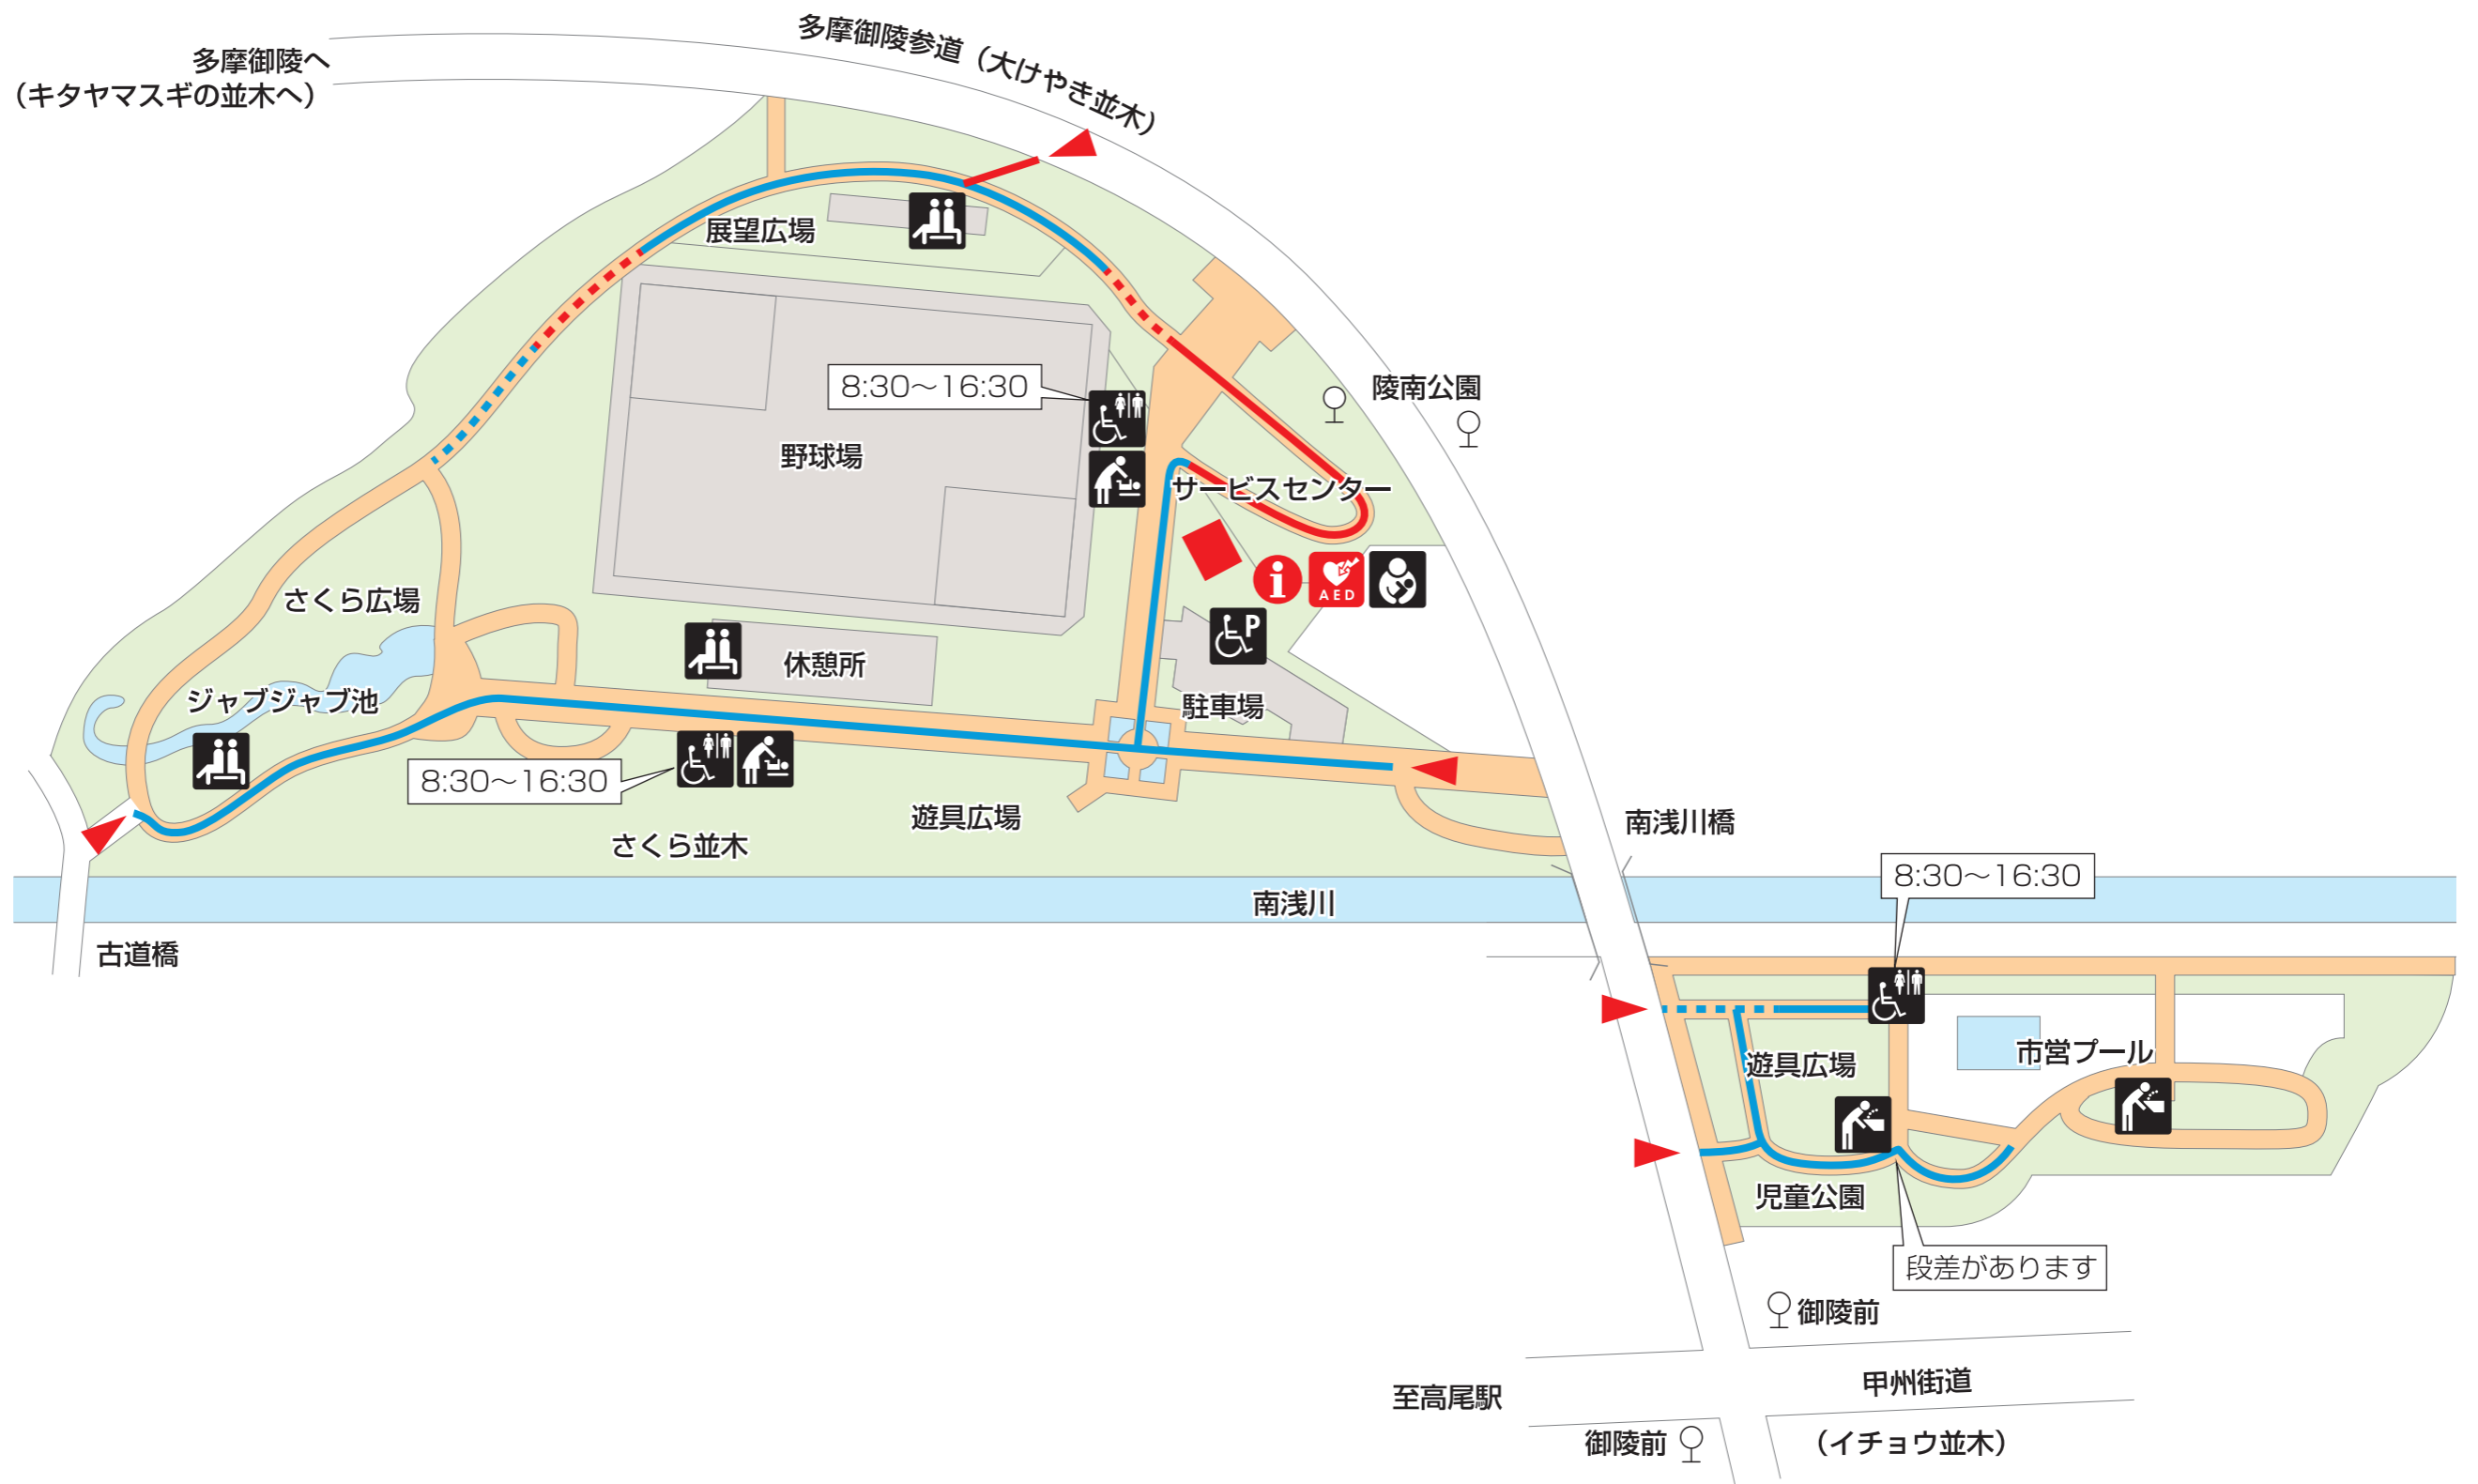 多摩御陵へ
（キタヤマスギの並木へ）
多摩御陵参道（大けやき並木）
展望広場
8:30～16:30
陵南公園
野球場
サービスセンター
AED
さくら広場
P
休憩所
ジャブジャブ池
駐車場
8:30～16:30
遊具広場
さくら並木
南浅川橋
8:30～16:30
南浅川
古道橋
遊具広場
市営プール
児童公園
段差があります
御陵前
至高尾駅
甲州街道
御陵前
（イチョウ並木）